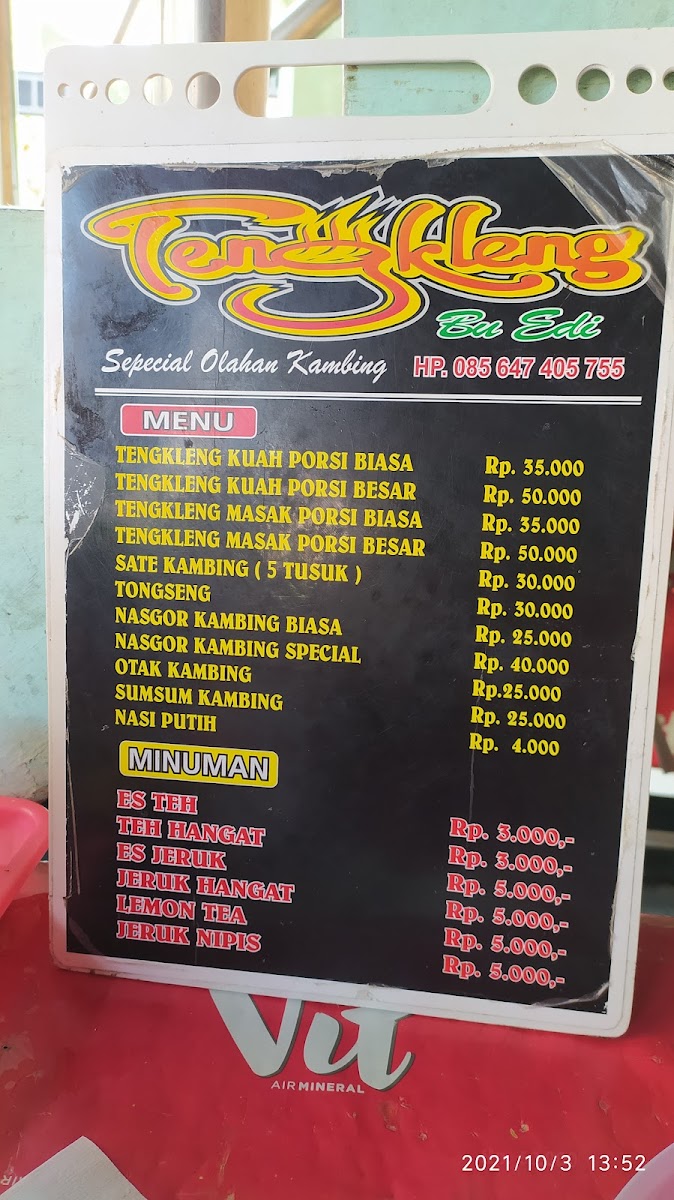 Tengkleng
Bu Edi
Sepecial Olahan Kambing HP. 085 647 405 755
MENU
TENGKLENG KUAH PORSI BIASA Rp. 35.000
TENGKLENG KUAH PORSI BESAR Rp. 50.000
TENGKLENG MASAK PORSI BIASA Rp. 35.000
TENGKLENG MASAK PORSI BESAR Rp. 50.000
SATE KAMBING ( 5 TUSUK ) Rp. 30.000
TONGSENG Rp. 30.000
NASGOR KAMBING BIASA Rp. 25.000
NASGOR KAMBING SPECIAL Rp. 40.000
OTAK KAMBING Rp.25.000
SUMSUM KAMBING Rp. 25.000
NASI PUTIH Rp. 4.000
MINUMAN
ES TEH Rp. 3.000,-
TEH HANGAT Rp. 3.000,-
ES JERUK Rp. 5.000,-
JERUK HANGAT Rp. 5.000,-
LEMON TEA Rp. 5.000,-
JERUK NIPIS Rp. 5.000,-
Vit
AIR MINERAL
2021/10/3 13:52